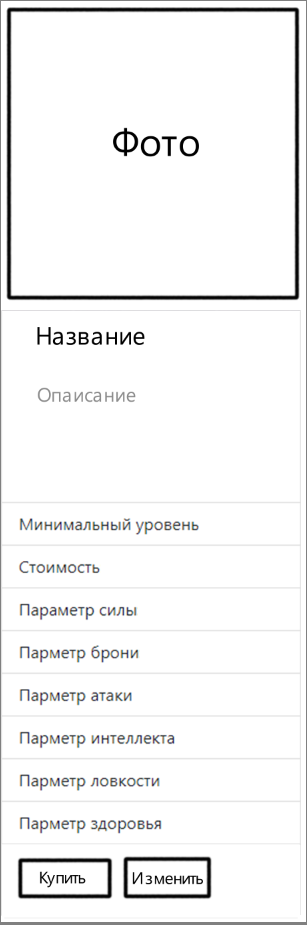 Фото
Название
Опаисание
Минимальный уровень
Стоимость
Параметр силы
Парметр брони
Парметр атаки
Парметр интеллекта
Парметр ловкости
Парметр здоровья
Купить Изменить